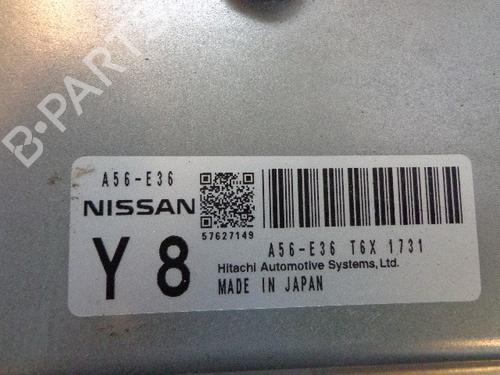 B-PARTS
A56-E36
NISSAN
57627149
Y 8
A56-E36 T6X 1731
Hitachi Automotive Systems,Ltd.
MADE IN JAPAN